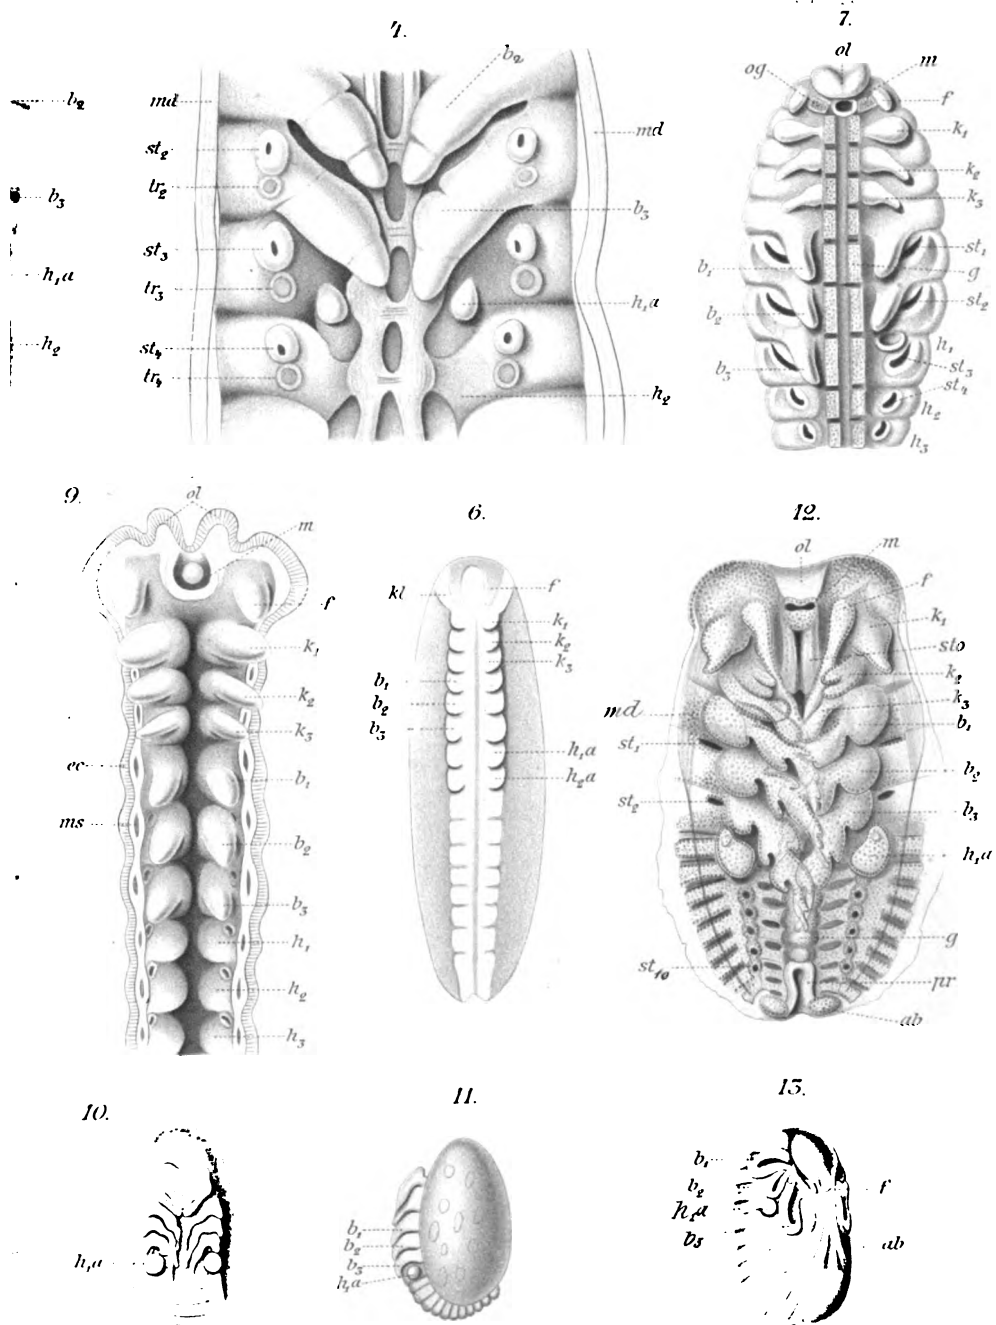 4.
b₂
md
md
st₂
tr₂
b₃
st₃
tr₃
h₁a
st₄
tr₄
h₂
b₂
b₃
h₁a
h₂
7.
ol
og
m
f
k₁
k₂
k₃
st₁
b₁
g
st₂
b₂
h₁
b₃
st₃
st₄
h₂
h₃
9.
ol
m
f
k₁
k₂
k₃
ec
b₁
ms
b₂
b₃
h₁
h₂
h₃
6.
kl
f
k₁
k₂
k₃
b₁
b₂
b₃
h₁a
h₂a
12.
ol
m
f
k₁
sto
k₂
k₃
md
b₁
st₁
b₂
st₂
b₃
h₁a
g
st₁₀
pr
ab
10.
h₁a
11.
b₁
b₂
b₃
h₁a
13.
b₁
b₂
f
h₁a
b₃
ab